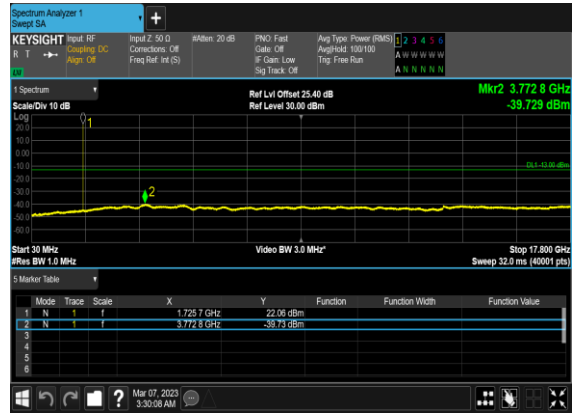 Spectrum Analyzer 1
Swept SA
+
KEYSIGHT
R T
Input: RF
Coupling: DC
Align: Off
Input Z: 50 Ω
Corrections: Off
Freq Ref: Int (S)
#Atten: 20 dB
PNO: Fast
Gate: Off
IF Gain: Low
Sig Track: Off
Avg Type: Power (RMS)
Avg|Hold: 100/100
Trig: Free Run
1 2 3 4 5 6
A W W W W W
A N N N N N
1 Spectrum
Scale/Div 10 dB
Ref Lvl Offset 25.40 dB
Ref Level 30.00 dBm
Mkr2 3.772 8 GHz
-39.729 dBm
Log
20.0
10.0
0.00
-10.0
-20.0
-30.0
-40.0
-50.0
-60.0
1
2
DL1 -13.00 dBm
Start 30 MHz
#Res BW 1.0 MHz
Video BW 3.0 MHz*
Stop 17.800 GHz
Sweep 32.0 ms (40001 pts)
5 Marker Table
Mode Trace Scale X Y Function Function Width Function Value
1 N 1 f 1.725 7 GHz 22.06 dBm
2 N 1 f 3.772 8 GHz -39.73 dBm
3
4
5
6
?
Mar 07, 2023
3:30:08 AM